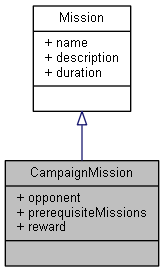 Mission
+ name
+ description
+ duration
CampaignMission
+ opponent
+ prerequisiteMissions
+ reward